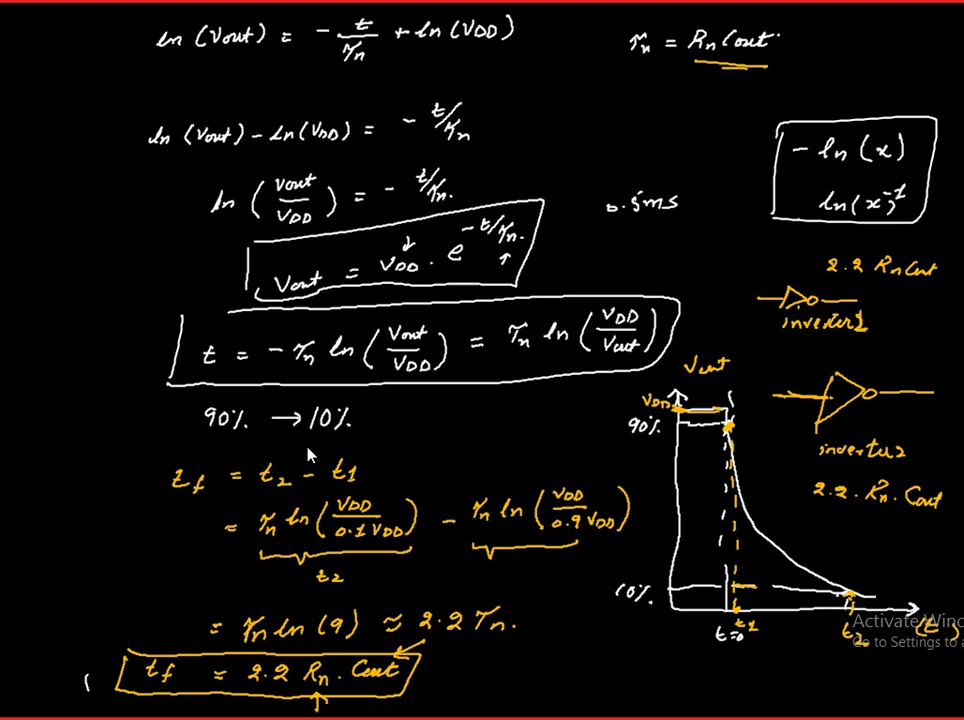 ln (Vout) = - t/τn + ln (VDD)
τn = Rn Cout.
ln (Vout) - ln (VDD) = - t/τn
- ln (x)
ln (x)^-1
ln (Vout/VDD) = - t/τn.
0.5ms
Vout = VDD . e^-t/τn.
2.2 Rn Cout
inverter1
t = - τn ln (Vout/VDD) = τn ln (VDD/Vout)
Vout
VDD
90%
90% → 10%
inverter2
2.2. Rn. Cout
tf = t2 - t1
= τn ln (VDD/0.1 VDD) - τn ln (VDD/0.9 VDD)
t2
10%
t=0
t1
t2
(t)
= τn ln (9) ≈ 2.2 τn.
tf = 2.2 Rn . Cout
Activate Winc
Go to Settings to a